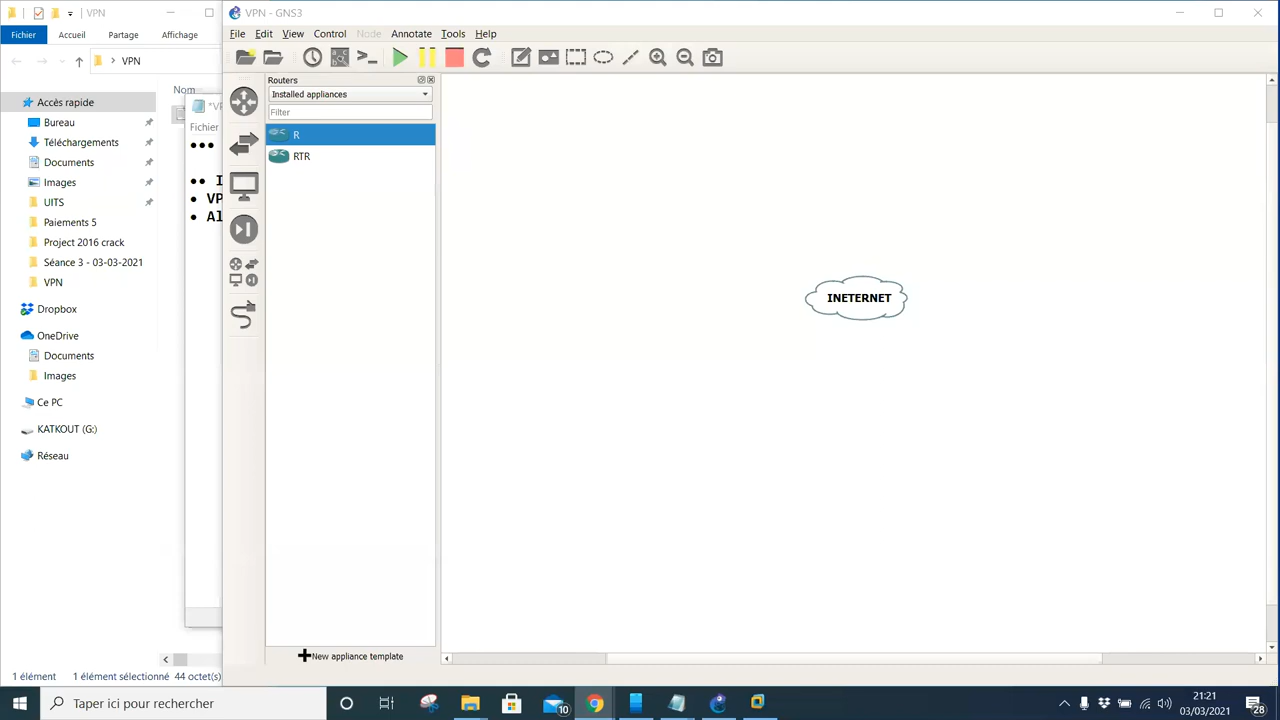 VPN
Fichier
Accueil
Partage
Affichage
VPN
Nom
Accès rapide
Bureau
Téléchargements
Documents
Images
UITS
Paiements 5
Project 2016 crack
Séance 3 - 03-03-2021
VPN
Dropbox
OneDrive
Documents
Images
Ce PC
KATKOUT (G:)
Réseau
1 élément
1 élément sélectionné 44 octet(s)
Fichier
•••
••
•
•
VPN - GNS3
File Edit View Control Node Annotate Tools Help
Routers
Installed appliances
Filter
R
RTR
New appliance template
INETERNET
Taper ici pour rechercher
10
21:21
03/03/2021
28